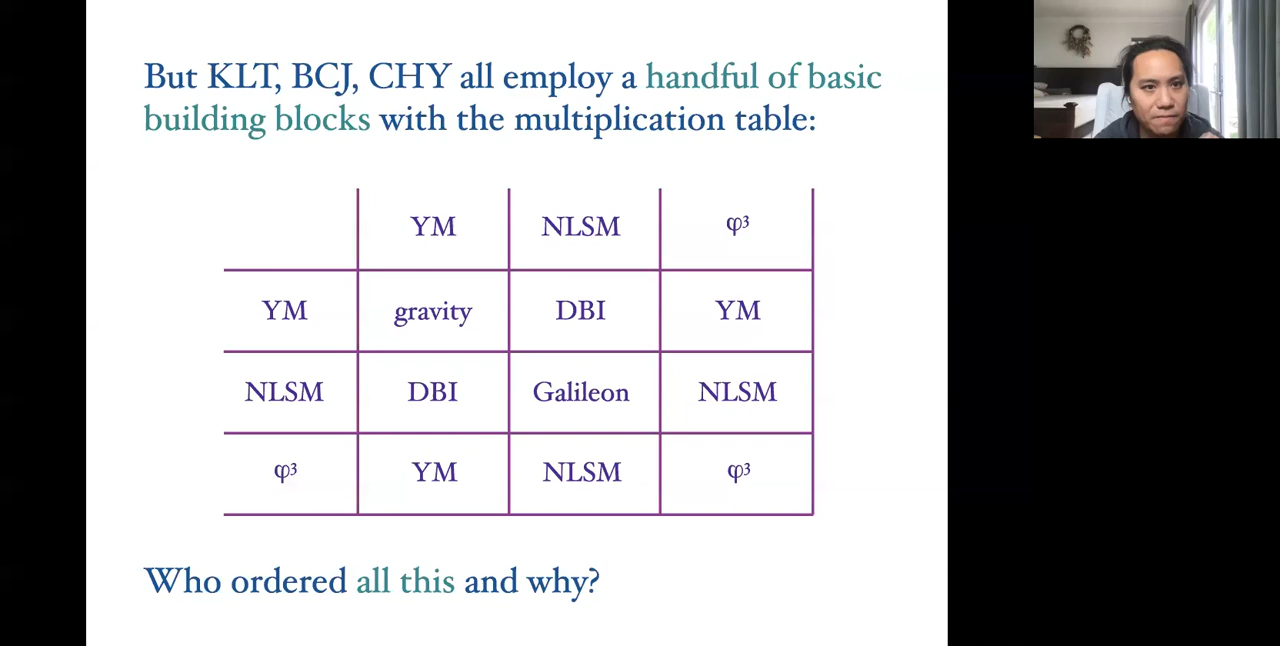 But KLT, BCJ, CHY all employ a handful of basic
building blocks with the multiplication table:
YM NLSM φ³
YM gravity DBI YM
NLSM DBI Galileon NLSM
φ³ YM NLSM φ³
Who ordered all this and why?